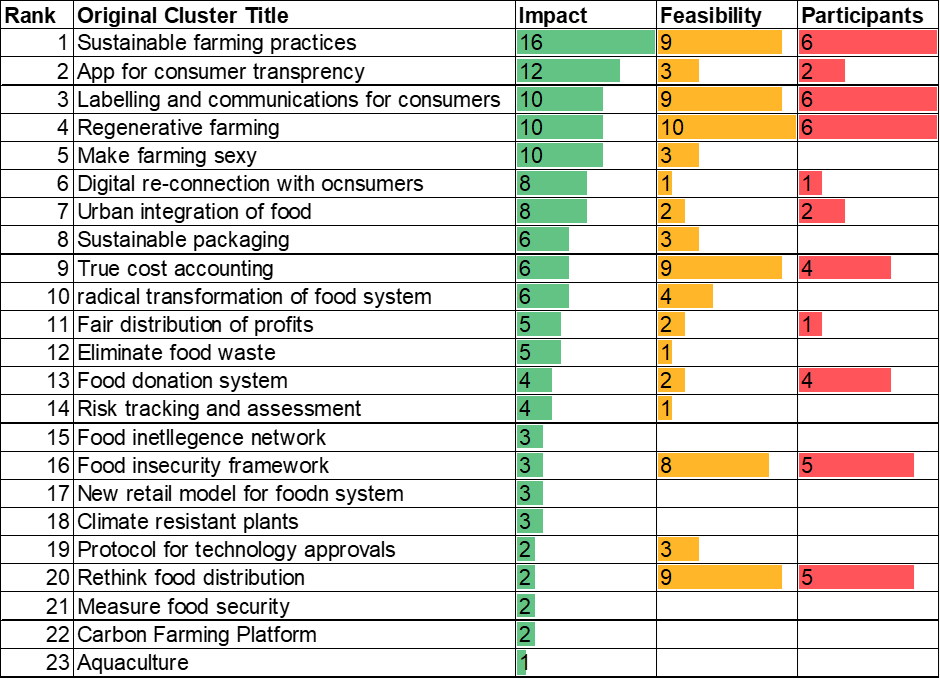 Rank Original Cluster Title Impact Feasibility Participants
1 Sustainable farming practices 16 9 6
2 App for consumer transprency 12 3 2
3 Labelling and communications for consumers 10 9 6
4 Regenerative farming 10 10 6
5 Make farming sexy 10 3
6 Digital re-connection with ocnsumers 8 1 1
7 Urban integration of food 8 2 2
8 Sustainable packaging 6 3
9 True cost accounting 6 9 4
10 radical transformation of food system 6 4
11 Fair distribution of profits 5 2 1
12 Eliminate food waste 5 1
13 Food donation system 4 2 4
14 Risk tracking and assessment 4 1
15 Food inetllegence network 3
16 Food insecurity framework 3 8 5
17 New retail model for foodn system 3
18 Climate resistant plants 3
19 Protocol for technology approvals 2 3
20 Rethink food distribution 2 9 5
21 Measure food security 2
22 Carbon Farming Platform 2
23 Aquaculture 1